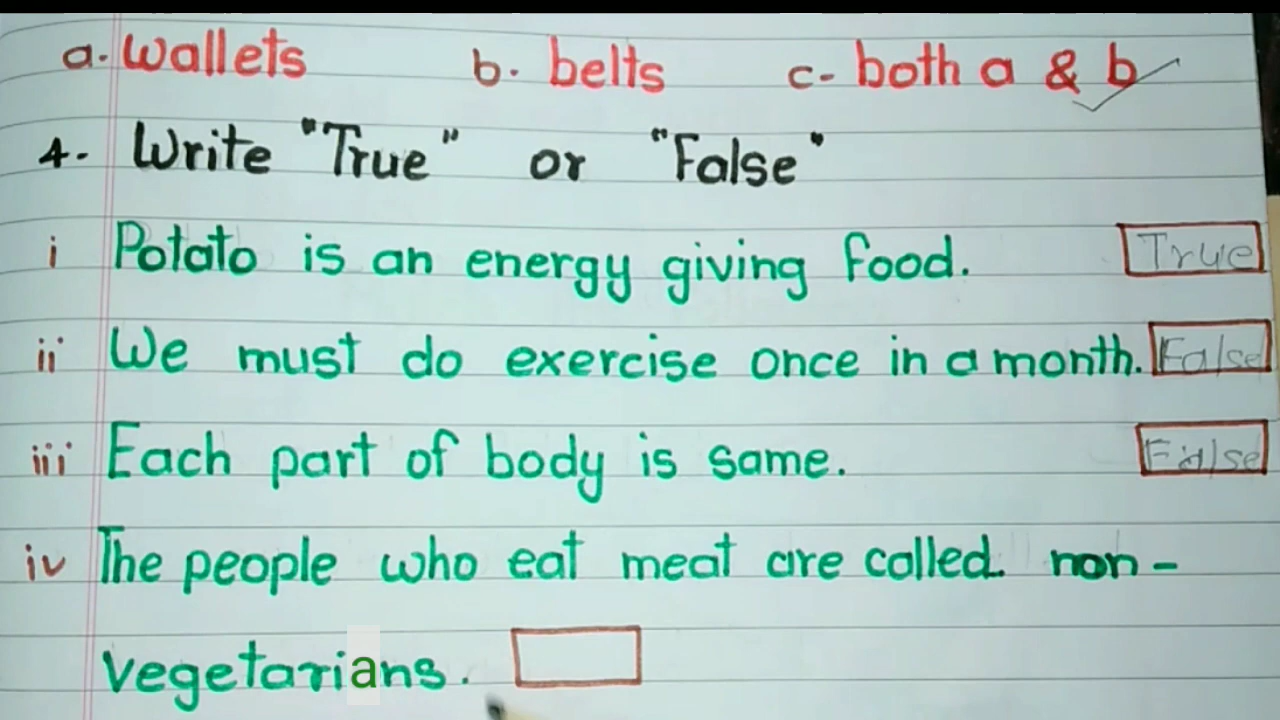 a. wallets b. belts c- both a & b
4. Write "True" or "False"
i Potato is an energy giving food. True
ii We must do exercise once in a month. False
iii Each part of body is same. False
iv The people who eat meat are called. non-
vegetarians.